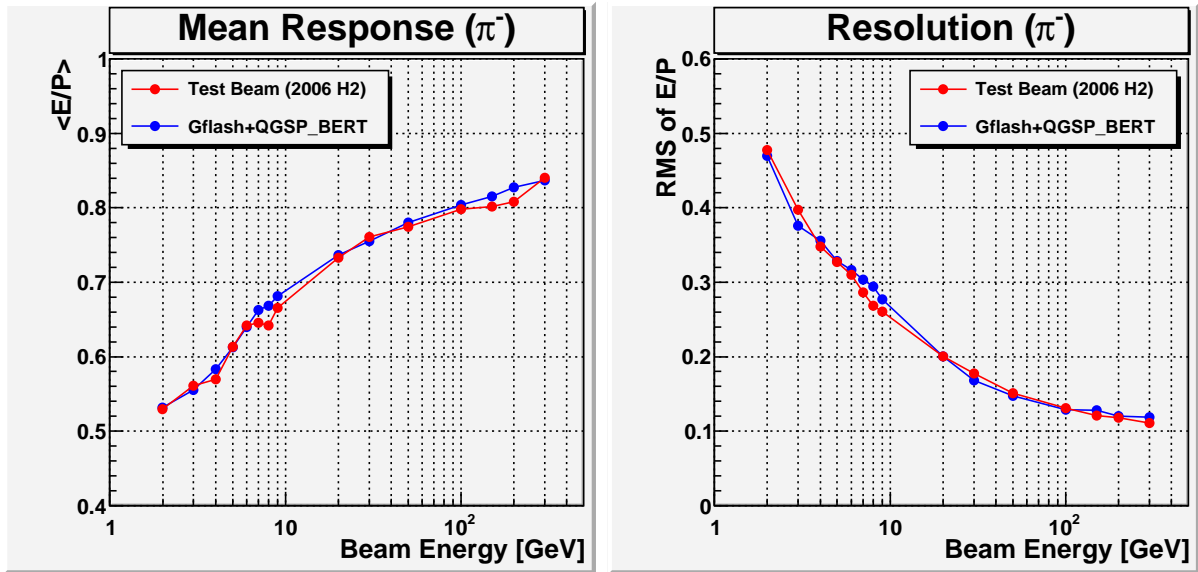 Mean Response (π⁻)
<E/P>
1
0.9
0.8
0.7
0.6
0.5
0.4
Test Beam (2006 H2)
Gflash+QGSP_BERT
1
10
10²
Beam Energy [GeV]
Resolution (π⁻)
RMS of E/P
0.6
0.5
0.4
0.3
0.2
0.1
0
Test Beam (2006 H2)
Gflash+QGSP_BERT
1
10
10²
Beam Energy [GeV]